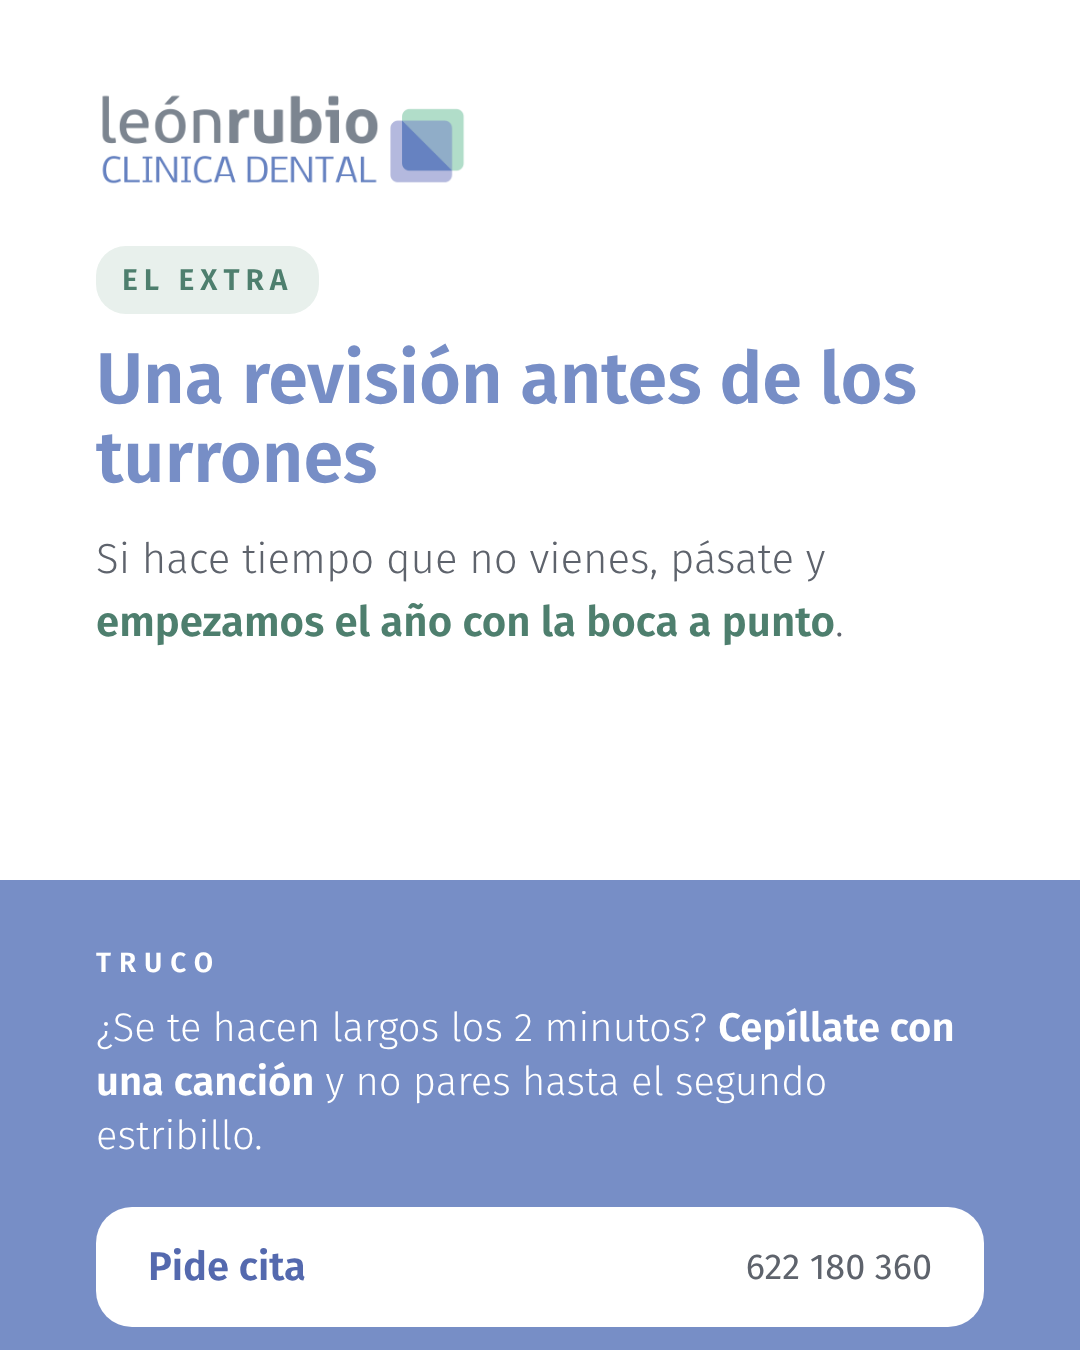 leónrubio
CLINICA DENTAL
EL EXTRA
Una revisión antes de los
turrones
Si hace tiempo que no vienes, pásate y
empezamos el año con la boca a punto.
TRUCO
¿Se te hacen largos los 2 minutos? Cepíllate con
una canción y no pares hasta el segundo
estribillo.
Pide cita 622 180 360